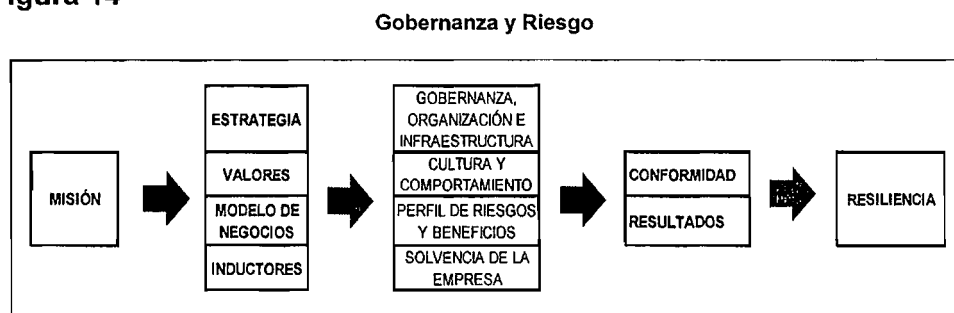 igura 14
Gobernanza y Riesgo
MISIÓN
ESTRATEGIA
VALORES
MODELO DE
NEGOCIOS
INDUCTORES
GOBERNANZA,
ORGANIZACIÓN E
INFRAESTRUCTURA
CULTURA Y
COMPORTAMIENTO
PERFIL DE RIESGOS
Y BENEFICIOS
SOLVENCIA DE LA
EMPRESA
CONFORMIDAD
RESULTADOS
RESILIENCIA